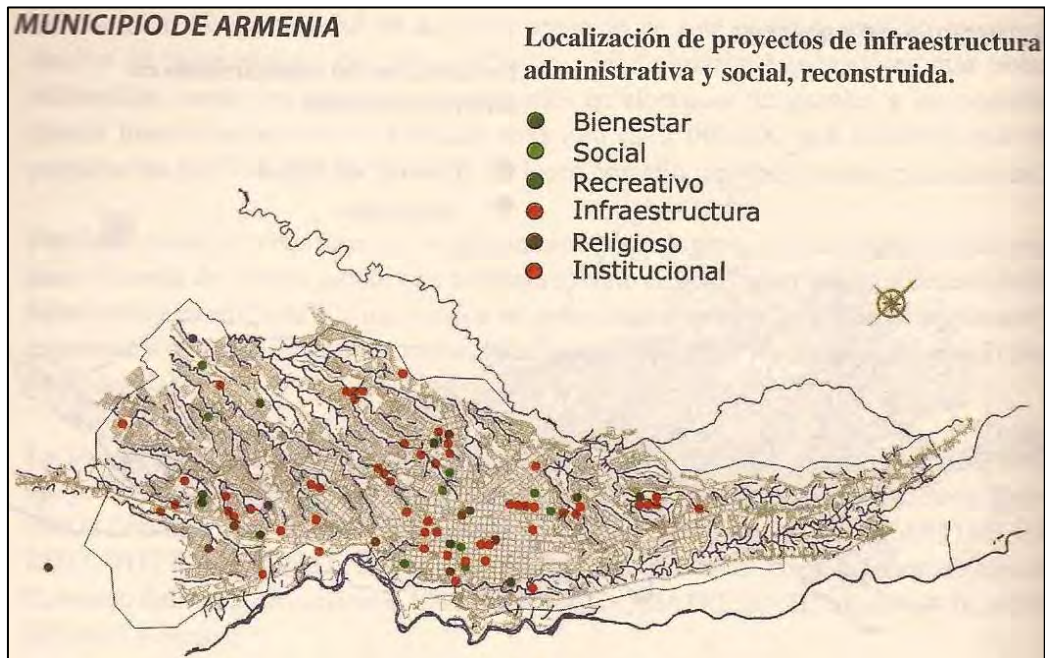 MUNICIPIO DE ARMENIA
Localización de proyectos de infraestructura
administrativa y social, reconstruida.
Bienestar
Social
Recreativo
Infraestructura
Religioso
Institucional